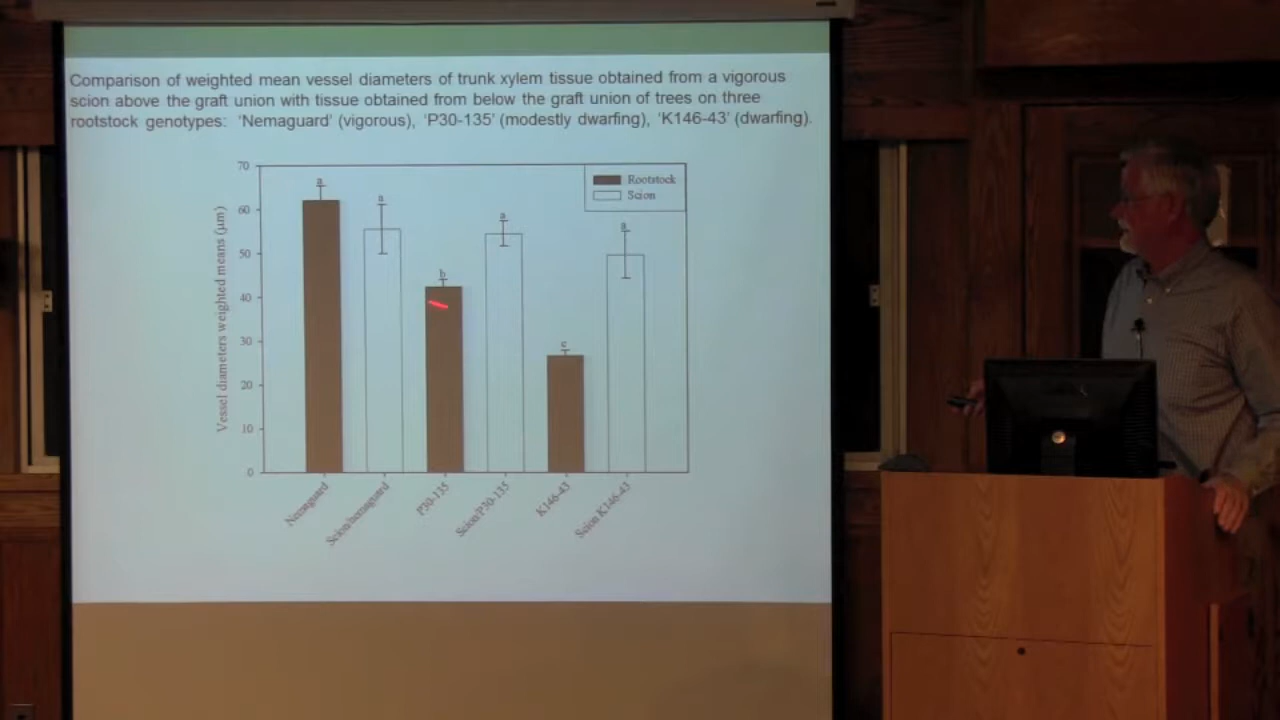 Comparison of weighted mean vessel diameters of trunk xylem tissue obtained from a vigorous
scion above the graft union with tissue obtained from below the graft union of trees on three
rootstock genotypes: 'Nemaguard' (vigorous), 'P30-135' (modestly dwarfing), 'K146-43' (dwarfing).
70
60
50
40
30
20
10
0
Vessel diameters weighted means (µm)
Rootstock
Scion
a
a
b
a
c
a
Nemaguard
Scion/nemaguard
P30-135
Scion/P30-135
K146-43
Scion K146-43